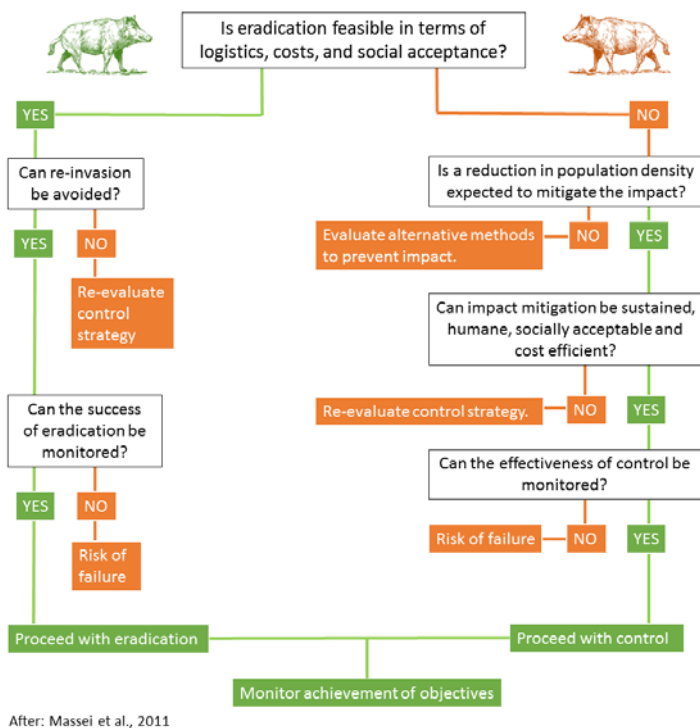 Is eradication feasible in terms of
logistics, costs, and social acceptance?
YES
NO
Can re-invasion
be avoided?
YES
NO
Re-evaluate
control
strategy
Can the success
of eradication be
monitored?
YES
NO
Risk of
failure
Proceed with eradication
Is a reduction in population density
expected to mitigate the impact?
Evaluate alternative methods
to prevent impact.
NO
YES
Can impact mitigation be sustained,
humane, socially acceptable and
cost efficient?
Re-evaluate control strategy.
NO
YES
Can the effectiveness of control be
monitored?
Risk of failure
NO
YES
Proceed with control
Monitor achievement of objectives
After: Massei et al., 2011